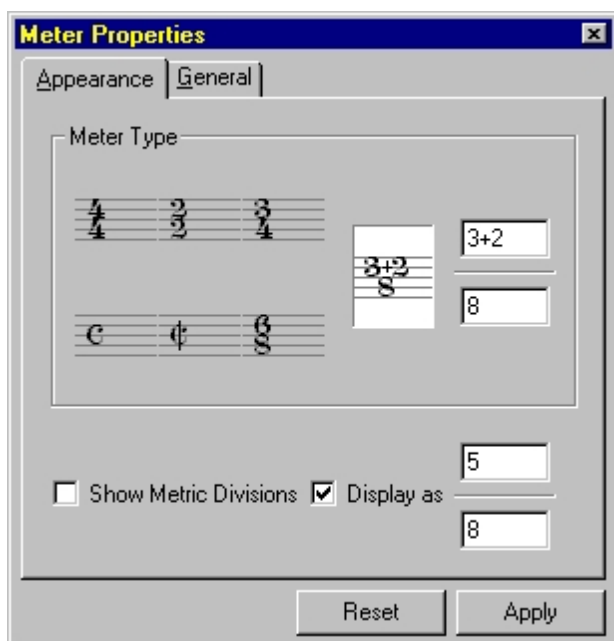 Meter Properties
Appearance General
Meter Type
4 2 3
4 2 4
3+2
8
3+2
8
c ¢ 6
8
Show Metric Divisions Display as
5
8
Reset Apply